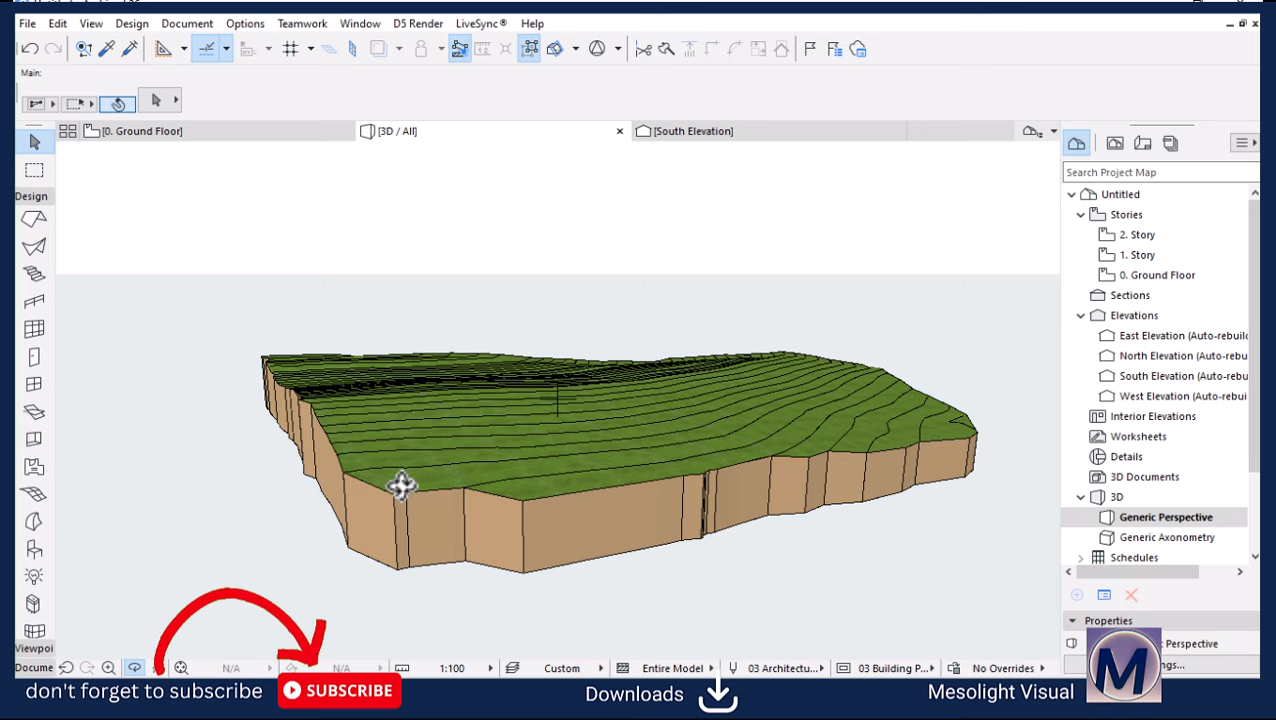 File Edit View Design Document Options Teamwork Window D5 Render LiveSync® Help
Main:
[0. Ground Floor] [3D / All] [South Elevation]
Search Project Map
Design
Untitled
Stories
2. Story
1. Story
0. Ground Floor
Sections
Elevations
East Elevation (Auto-rebuil
North Elevation (Auto-rebu
South Elevation (Auto-rebu
West Elevation (Auto-rebui
Interior Elevations
Worksheets
Details
3D Documents
3D
Generic Perspective
Generic Axonometry
Schedules
Properties
Perspective
ngs...
Viewpoi
Docume N/A N/A 1:100 Custom Entire Model 03 Architectu... 03 Building P... No Overrides
don't forget to subscribe SUBSCRIBE Downloads Mesolight Visual M